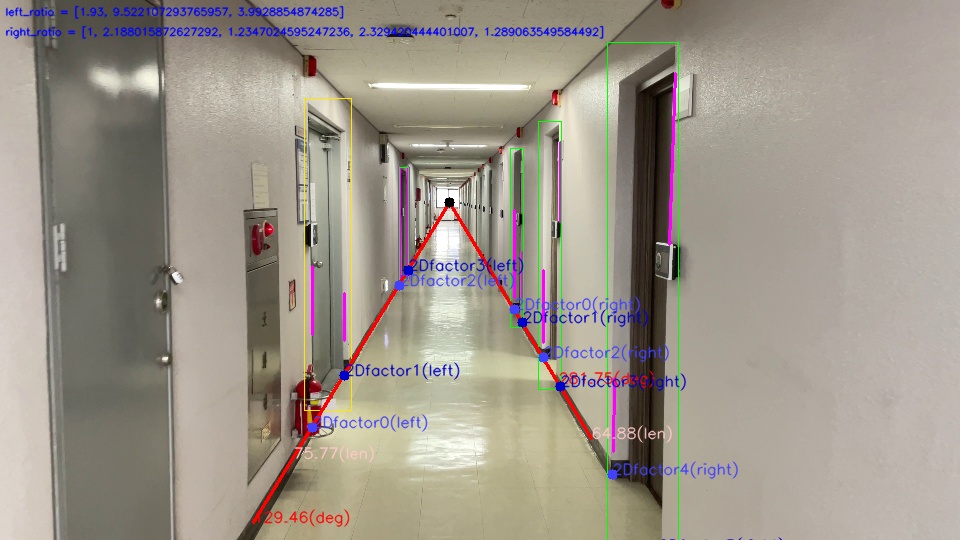 left_ratio = [1.93, 9.522107293765957, 3.9928854874285]
right_ratio = [1, 2.188015872627292, 1.2347024595247236, 2.329420444401007, 1.289063549584492]
2Dfactor3(left)
2Dfactor2(left)
2Dfactor0(right)
2Dfactor1(right)
2Dfactor2(right)
2Dfactor1(left)
2Dfactor3(right)
2Dfactor0(left)
64.88(len)
75.77(len)
2Dfactor4(right)
129.46(deg)